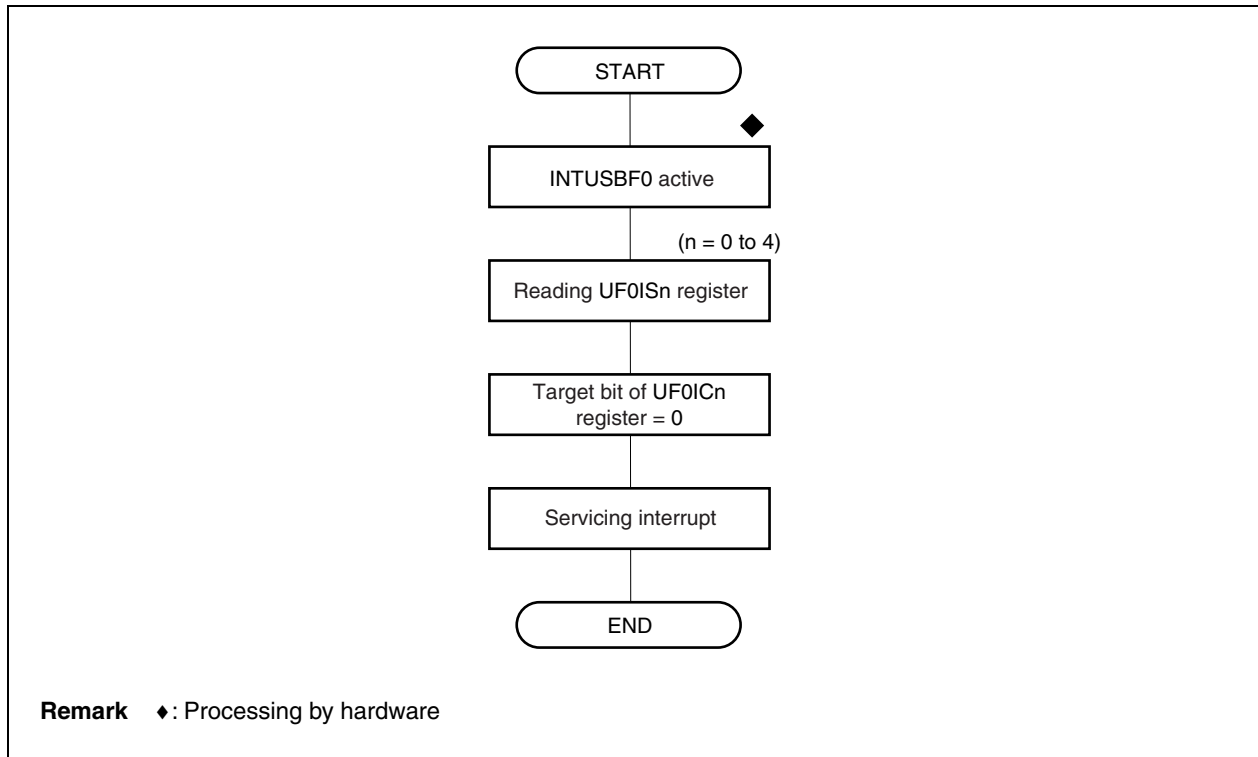 START
◆
INTUSBF0 active
(n = 0 to 4)
Reading UF0ISn register
Target bit of UF0ICn
register = 0
Servicing interrupt
END
Remark ♦: Processing by hardware